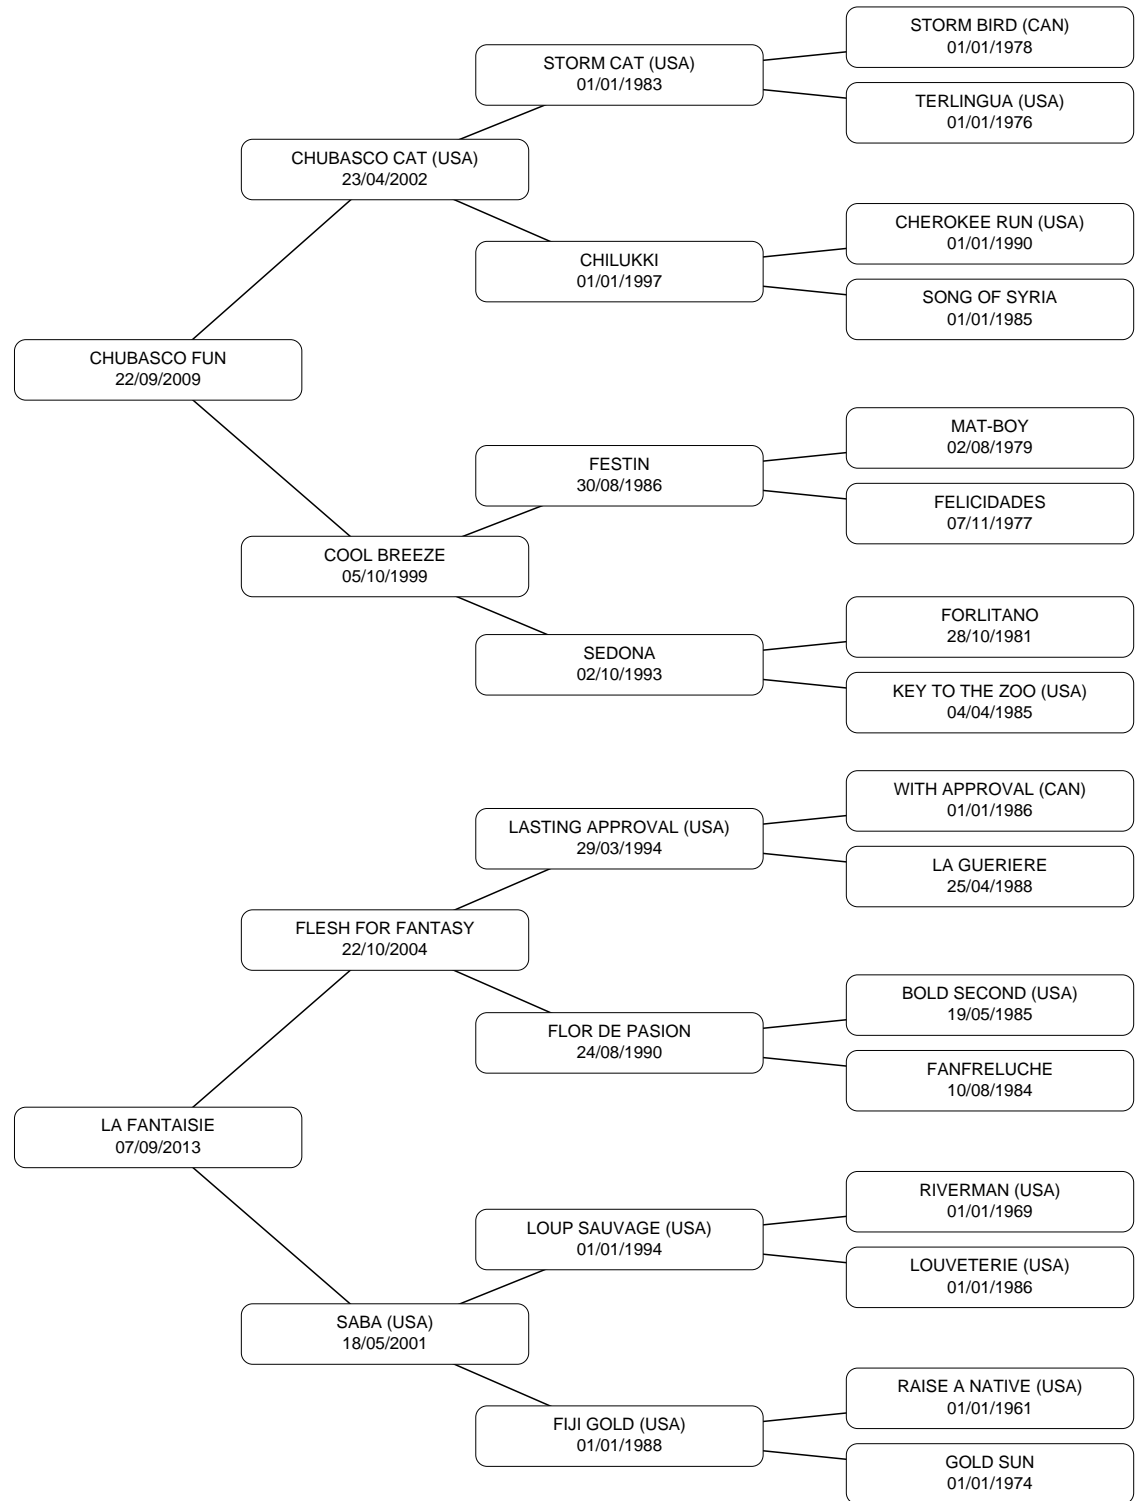 STORM BIRD (CAN)
01/01/1978
STORM CAT (USA)
01/01/1983
TERLINGUA (USA)
01/01/1976
CHUBASCO CAT (USA)
23/04/2002
CHEROKEE RUN (USA)
01/01/1990
CHILUKKI
01/01/1997
SONG OF SYRIA
01/01/1985
CHUBASCO FUN
22/09/2009
MAT-BOY
02/08/1979
FESTIN
30/08/1986
FELICIDADES
07/11/1977
COOL BREEZE
05/10/1999
FORLITANO
28/10/1981
SEDONA
02/10/1993
KEY TO THE ZOO (USA)
04/04/1985
WITH APPROVAL (CAN)
01/01/1986
LASTING APPROVAL (USA)
29/03/1994
LA GUERIERE
25/04/1988
FLESH FOR FANTASY
22/10/2004
BOLD SECOND (USA)
19/05/1985
FLOR DE PASION
24/08/1990
FANFRELUCHE
10/08/1984
LA FANTAISIE
07/09/2013
RIVERMAN (USA)
01/01/1969
LOUP SAUVAGE (USA)
01/01/1994
LOUVETERIE (USA)
01/01/1986
SABA (USA)
18/05/2001
RAISE A NATIVE (USA)
01/01/1961
FIJI GOLD (USA)
01/01/1988
GOLD SUN
01/01/1974